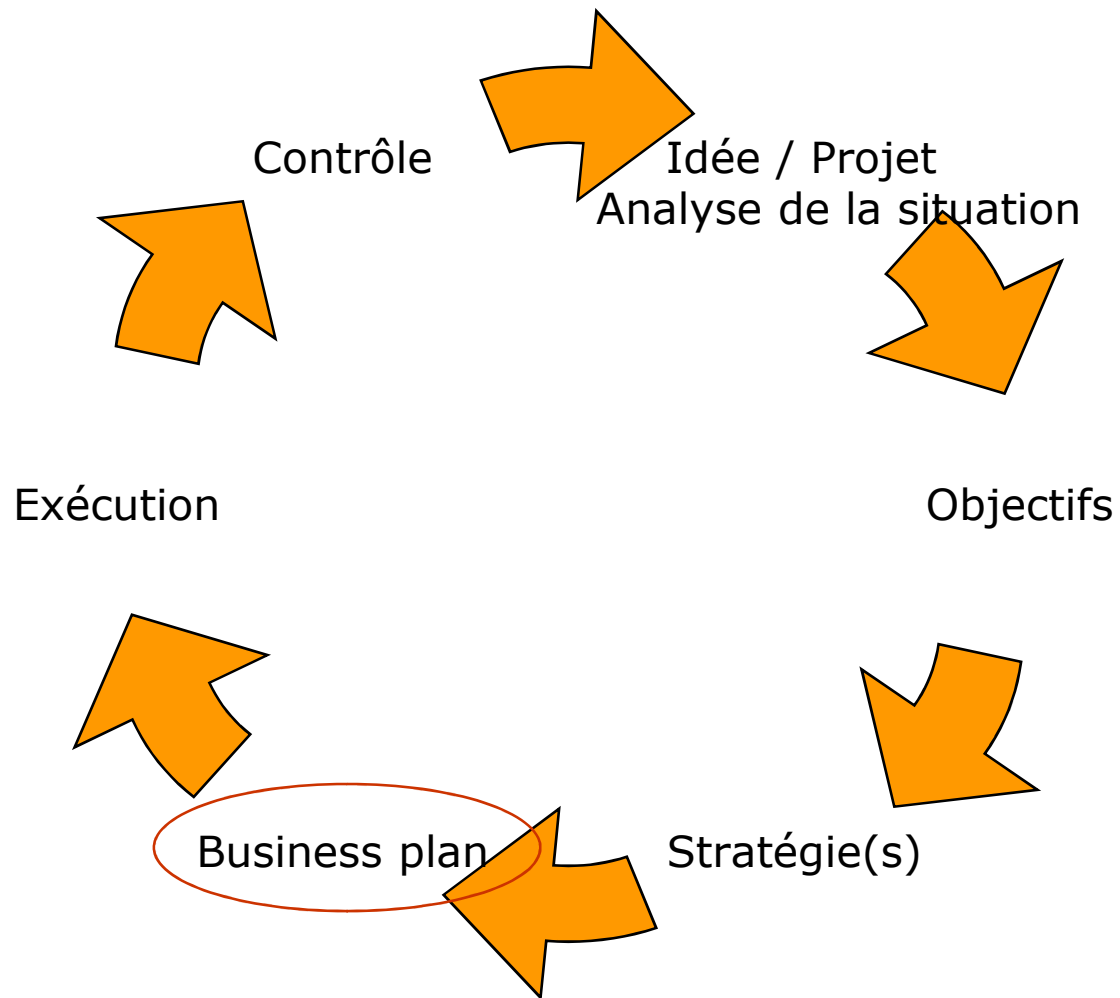 Contrôle
Idée / Projet
Analyse de la situation
Exécution
Objectifs
Business plan
Stratégie(s)